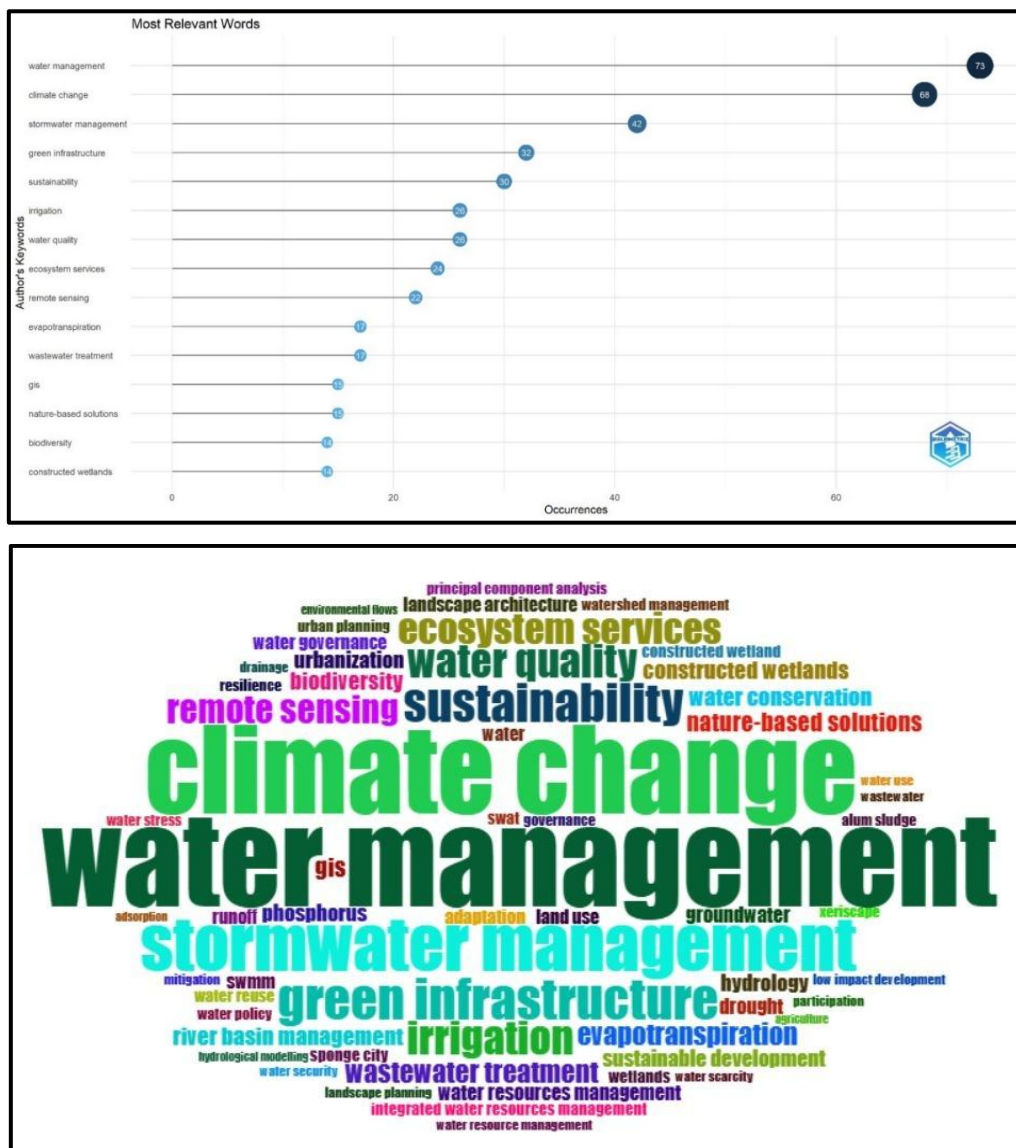 Most Relevant Words
water management
73
climate change
68
stormwater management
42
green infrastructure
32
sustainability
30
irrigation
26
water quality
26
ecosystem services
24
remote sensing
22
evapotranspiration
17
wastewater treatment
17
gis
15
nature-based solutions
15
biodiversity
14
constructed wetlands
14
Author's Keywords
0 20 40 60
Occurrences
principal component analysis
environmental flows landscape architecture watershed management
urban planning ecosystem services
water governance constructed wetland
drainage urbanization water quality constructed wetlands
resilience biodiversity sustainability water conservation
remote sensing nature-based solutions
water
climate change
water use
wastewater
water stress swat governance alum sludge
water management
gis
adsorption runoff phosphorus adaptation land use groundwater xeriscape
stormwater management
mitigation swmm hydrology low impact development
water reuse green infrastructure drought participation
water policy agriculture
river basin management irrigation evapotranspiration
hydrological modelling sponge city sustainable development
water security wastewater treatment wetlands water scarcity
landscape planning water resources management
integrated water resources management
water resource management